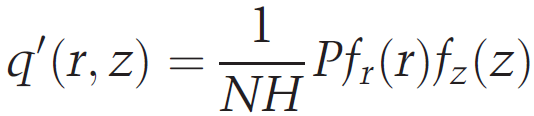 q′(r, z) = \frac{1}{NH} P f_r(r) f_z(z)